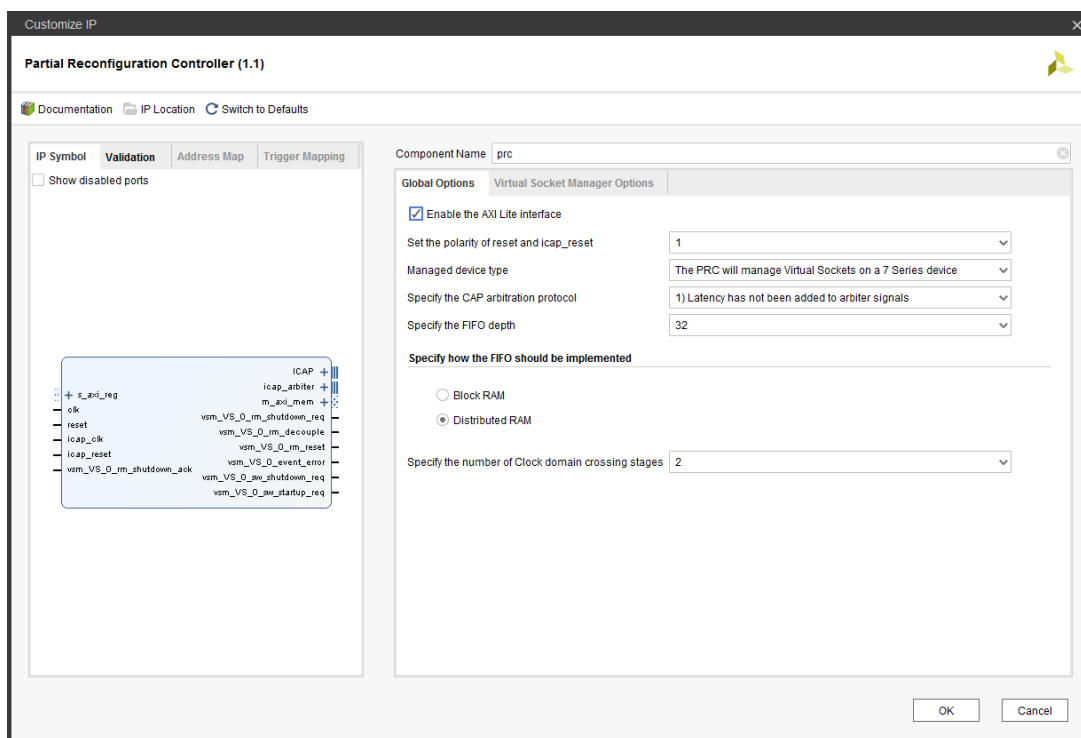 Customize IP
Partial Reconfiguration Controller (1.1)
Documentation IP Location Switch to Defaults
IP Symbol Validation Address Map Trigger Mapping
Show disabled ports
ICAP
icap_arbiter
m_axi_mem
s_axi_reg
clk
reset
icap_clk
icap_reset
vsm_VS_0_rm_shutdown_ack
vsm_VS_0_rm_shutdown_req
vsm_VS_0_rm_decouple
vsm_VS_0_rm_reset
vsm_VS_0_event_error
vsm_VS_0_sw_shutdown_req
vsm_VS_0_sw_startup_req
Component Name prc
Global Options Virtual Socket Manager Options
Enable the AXI Lite interface
Set the polarity of reset and icap_reset 1
Managed device type The PRC will manage Virtual Sockets on a 7 Series device
Specify the CAP arbitration protocol 1) Latency has not been added to arbiter signals
Specify the FIFO depth 32
Specify how the FIFO should be implemented
Block RAM
Distributed RAM
Specify the number of Clock domain crossing stages 2
OK Cancel